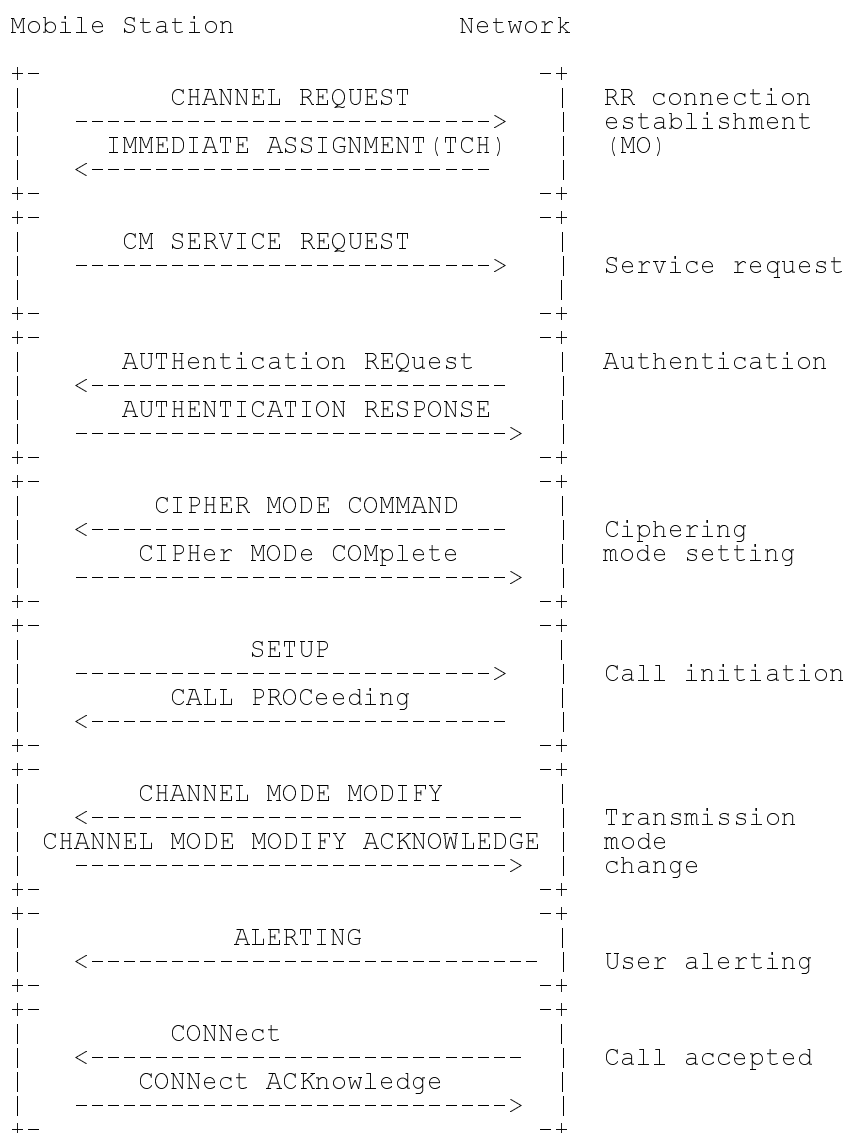 Mobile Station Network
CHANNEL REQUEST RR connection
establishment
IMMEDIATE ASSIGNMENT(TCH) (MO)
CM SERVICE REQUEST
Service request
AUTHentication REQuest Authentication
AUTHENTICATION RESPONSE
CIPHER MODE COMMAND
Ciphering
CIPHer MODe COMplete mode setting
SETUP
Call initiation
CALL PROCeeding
CHANNEL MODE MODIFY
Transmission
CHANNEL MODE MODIFY ACKNOWLEDGE mode
change
ALERTING
User alerting
CONNect
Call accepted
CONNect ACKnowledge